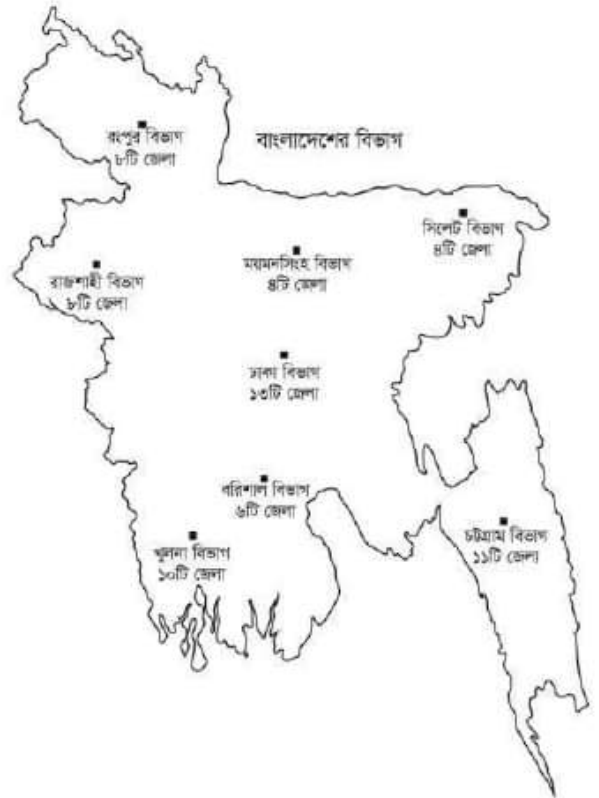 রংপুর বিভাগ
৮টি জেলা
বাংলাদেশের বিভাগ
সিলেট বিভাগ
৪টি জেলা
ময়মনসিংহ বিভাগ
৪টি জেলা
রাজশাহী বিভাগ
৮টি জেলা
ঢাকা বিভাগ
১৩টি জেলা
বরিশাল বিভাগ
৬টি জেলা
চট্টগ্রাম বিভাগ
১১টি জেলা
খুলনা বিভাগ
১০টি জেলা